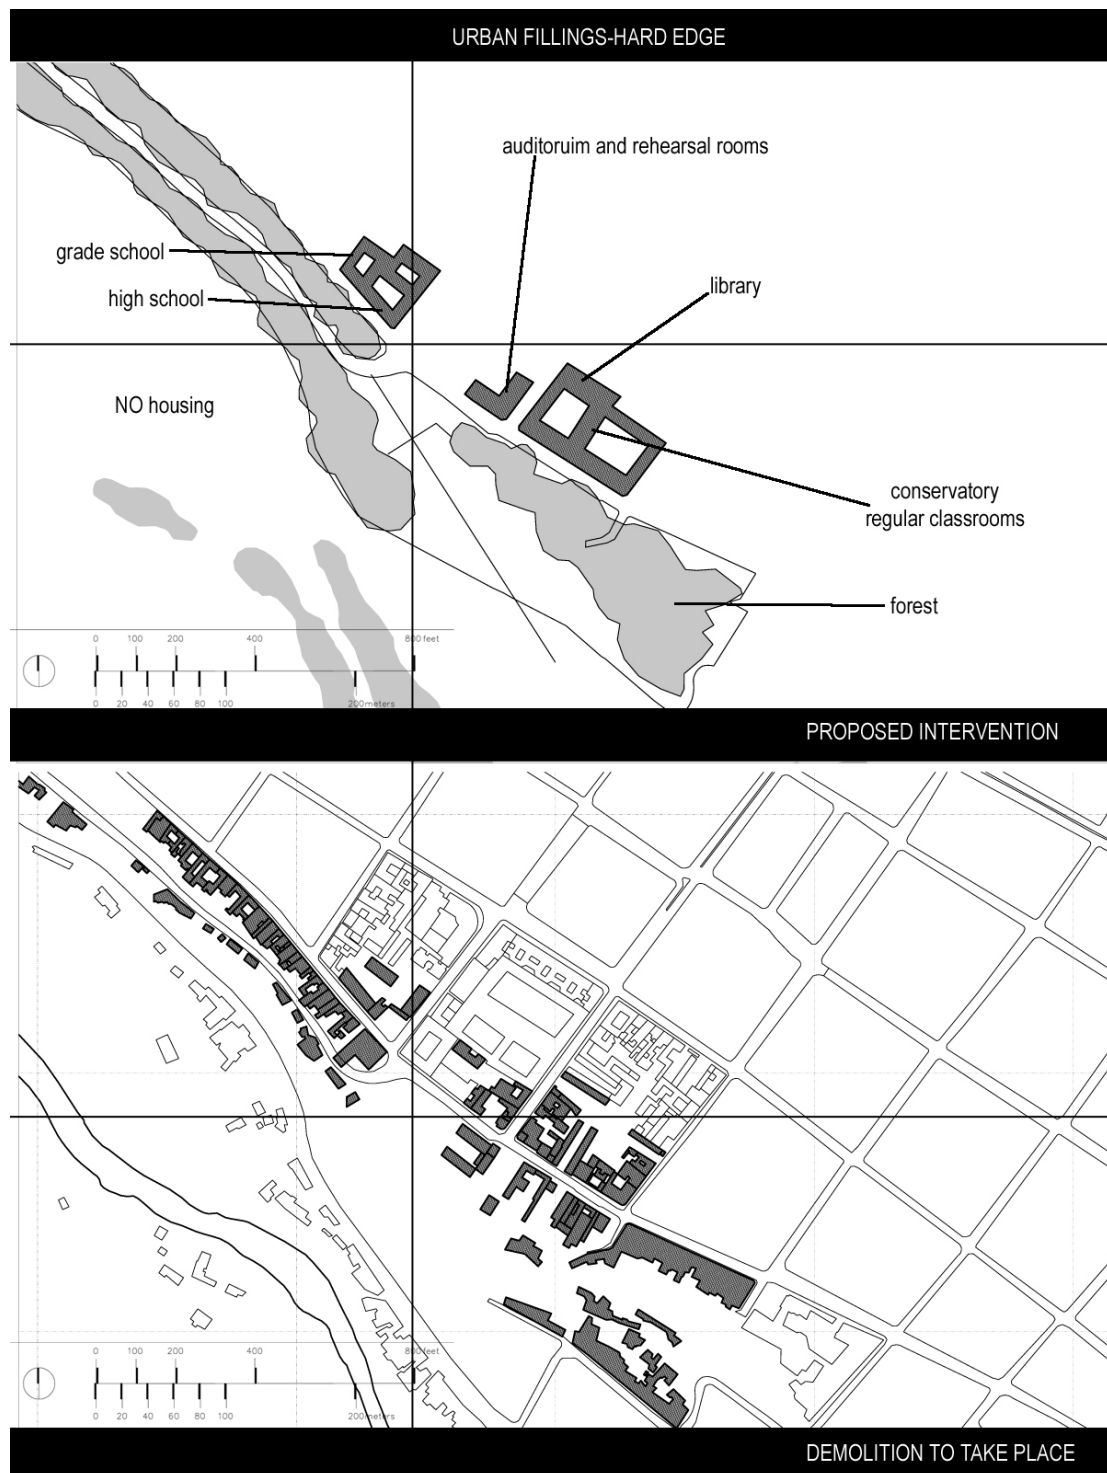 URBAN FILLINGS-HARD EDGE
auditoruim and rehearsal rooms
grade school
library
high school
NO housing
conservatory
regular classrooms
forest
0 100 200 400 800 feet
0 20 40 60 80 100 200meters
PROPOSED INTERVENTION
0 100 200 400 800 feet
0 20 40 60 80 100 200meters
DEMOLITION TO TAKE PLACE